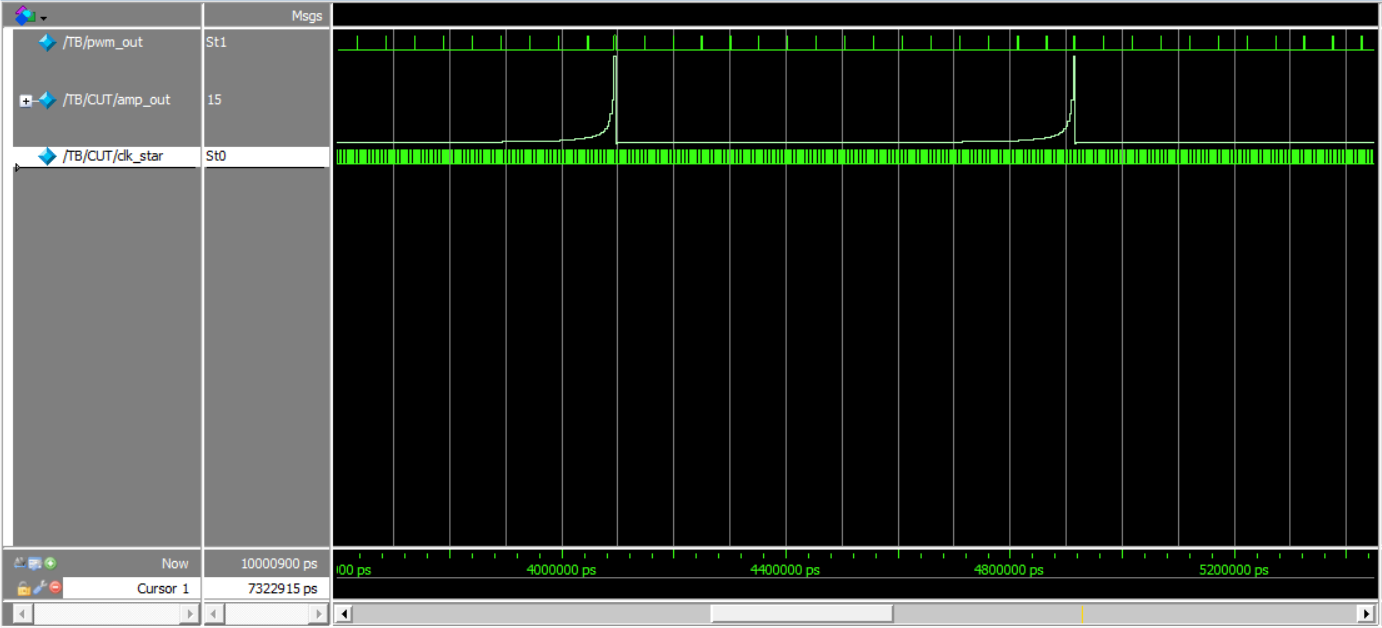 Msgs
/TB/pwm_out St1
/TB/CUT/amp_out 15
/TB/CUT/clk_star St0
Now 10000900 ps
00 ps 4000000 ps 4400000 ps 4800000 ps 5200000 ps
Cursor 1 7322915 ps